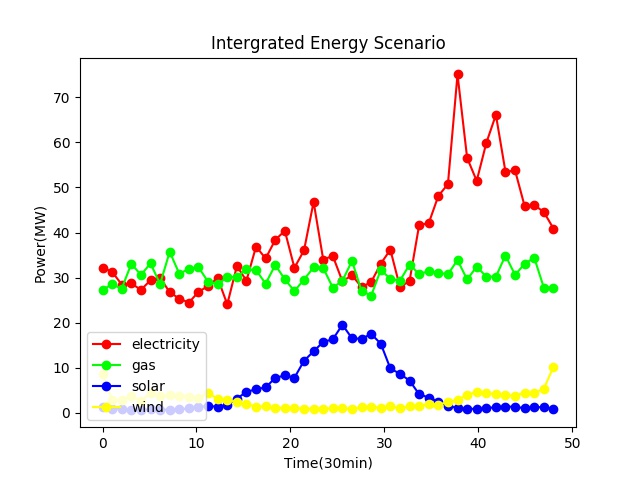 Intergrated Energy Scenario
Power(MW)
70
60
50
40
30
20
10
0
electricity
gas
solar
wind
0 10 20 30 40 50
Time(30min)